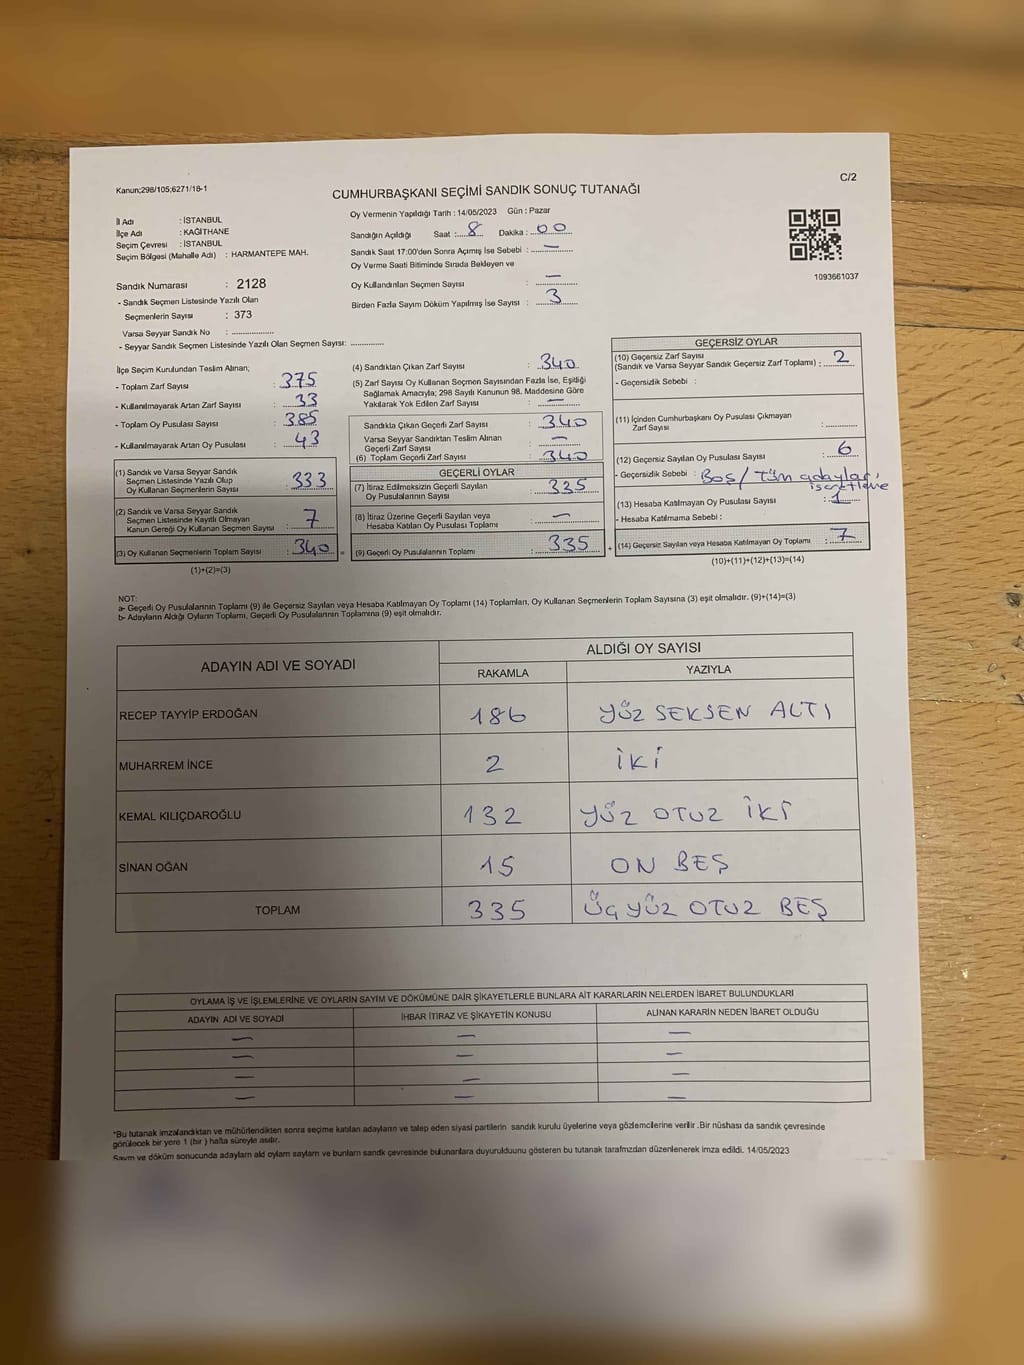 Kanun;298/105;6271/18-1
C/2
CUMHURBAŞKANI SEÇİMİ SANDIK SONUÇ TUTANAĞI
İl Adı : İSTANBUL
İlçe Adı : KAĞITHANE
Seçim Çevresi : İSTANBUL
Seçim Bölgesi (Mahalle Adı) : HARMANTEPE MAH.
Sandık Numarası : 2128
- Sandık Seçmen Listesinde Yazılı Olan
Seçmenlerin Sayısı : 373
Varsa Seyyar Sandık No : ....................
- Seyyar Sandık Seçmen Listesinde Yazılı Olan Seçmen Sayısı: ................
Oy Vermenin Yapıldığı Tarih : 14/05/2023 Gün : Pazar
Sandığın Açıldığı Saat : 8 Dakika : 00
Sandık Saat 17:00'den Sonra Açımış İse Sebebi : —
Oy Verme Saati Bitiminde Sırada Bekleyen ve
Oy Kullandırılan Seçmen Sayısı : —
Birden Fazla Sayım Döküm Yapılmış İse Sayısı : 3
1093661037
İlçe Seçim Kurulundan Teslim Alınan;
- Toplam Zarf Sayısı : 375
- Kullanılmayarak Artan Zarf Sayısı : 33
- Toplam Oy Pusulası Sayısı : 385
- Kullanılmayarak Artan Oy Pusulası : 43
(1) Sandık ve Varsa Seyyar Sandık
Seçmen Listesinde Yazılı Olup
Oy Kullanan Seçmenlerin Sayısı : 333
(2) Sandık ve Varsa Seyyar Sandık
Seçmen Listesinde Kayıtlı Olmayan
Kanun Gereği Oy Kullanan Seçmen Sayısı : 7
(3) Oy Kullanan Seçmenlerin Toplam Sayısı : 340 =
(1)+(2)=(3)
(4) Sandıktan Çıkan Zarf Sayısı : 340
(5) Zarf Sayısı Oy Kullanan Seçmen Sayısından Fazla İse, Eşitliği
Sağlamak Amacıyla; 298 Sayılı Kanunun 98. Maddesine Göre
Yakılarak Yok Edilen Zarf Sayısı : —
Sandıkta Çıkan Geçerli Zarf Sayısı : 340
Varsa Seyyar Sandıktan Teslim Alınan
Geçerli Zarf Sayısı : —
(6) Toplam Geçerli Zarf Sayısı : 340
GEÇERLİ OYLAR
(7) İtiraz Edilmeksizin Geçerli Sayılan
Oy Pusulalarının Sayısı : 335
(8) İtiraz Üzerine Geçerli Sayılan veya
Hesaba Katılan Oy Pusulası Toplamı : —
(9) Geçerli Oy Pusulalarının Toplamı : 335 +
GEÇERSİZ OYLAR
(10) Geçersiz Zarf Sayısı
(Sandık ve Varsa Seyyar Sandık Geçersiz Zarf Toplamı) : 2
- Geçersizlik Sebebi :
(11) İçinden Cumhurbaşkanı Oy Pusulası Çıkmayan
Zarf Sayısı :
(12) Geçersiz Sayılan Oy Pusulası Sayısı : 6
- Geçersizlik Sebebi : Boş / Tüm adayları
işaretleme
(13) Hesaba Katılmayan Oy Pusulası Sayısı : 1
- Hesaba Katılmama Sebebi :
(14) Geçersiz Sayılan veya Hesaba Katılmayan Oy Toplamı : 7
(10)+(11)+(12)+(13)=(14)
NOT:
a- Geçerli Oy Pusulalarının Toplamı (9) ile Geçersiz Sayılan veya Hesaba Katılmayan Oy Toplamı (14) Toplamları, Oy Kullanan Seçmenlerin Toplam Sayısına (3) eşit olmalıdır. (9)+(14)=(3)
b- Adayların Aldığı Oyların Toplamı, Geçerli Oy Pusulalarının Toplamına (9) eşit olmalıdır.
ADAYIN ADI VE SOYADI
ALDIĞI OY SAYISI
RAKAMLA YAZIYLA
RECEP TAYYİP ERDOĞAN 186 YÜZ SEKSEN ALTI
MUHARREM İNCE 2 İKİ
KEMAL KILIÇDAROĞLU 132 YÜZ OTUZ İKİ
SİNAN OĞAN 15 ON BEŞ
TOPLAM 335 ÜÇ YÜZ OTUZ BEŞ
OYLAMA İŞ VE İŞLEMLERİNE VE OYLARIN SAYIM VE DÖKÜMÜNE DAİR ŞİKAYETLERLE BUNLARA AİT KARARLARIN NELERDEN İBARET BULUNDUKLARI
ADAYIN ADI VE SOYADI İHBAR İTİRAZ VE ŞİKAYETİN KONUSU ALINAN KARARIN NEDEN İBARET OLDUĞU
— — —
— — —
— — —
— — —
*Bu tutanak imzalandıktan ve mühürlendikten sonra seçime katılan adayların ve talep eden siyasi partilerin sandık kurulu üyelerine veya gözlemcilerine verilir .Bir nüshası da sandık çevresinde
görülecek bir yere 1 (bir ) hafta süreyle asılır.
Sayım ve döküm sonucunda adayların ald oyların sayların ve bunların sandk çevresinde bulunanlara duyurulduunu gösteren bu tutanak tarafmzdan düzenlenerek imza edildi. 14/05/2023